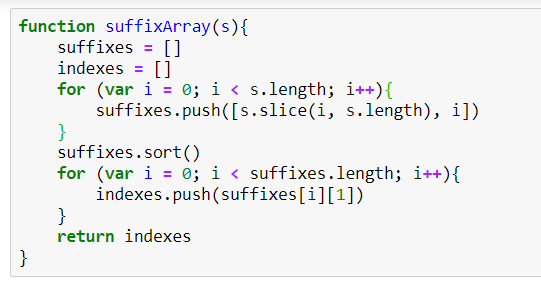 function suffixArray(s){
    suffixes = []
    indexes = []
    for (var i = 0; i < s.length; i++){
        suffixes.push([s.slice(i, s.length), i])
    }
    suffixes.sort()
    for (var i = 0; i < suffixes.length; i++){
        indexes.push(suffixes[i][1])
    }
    return indexes
}